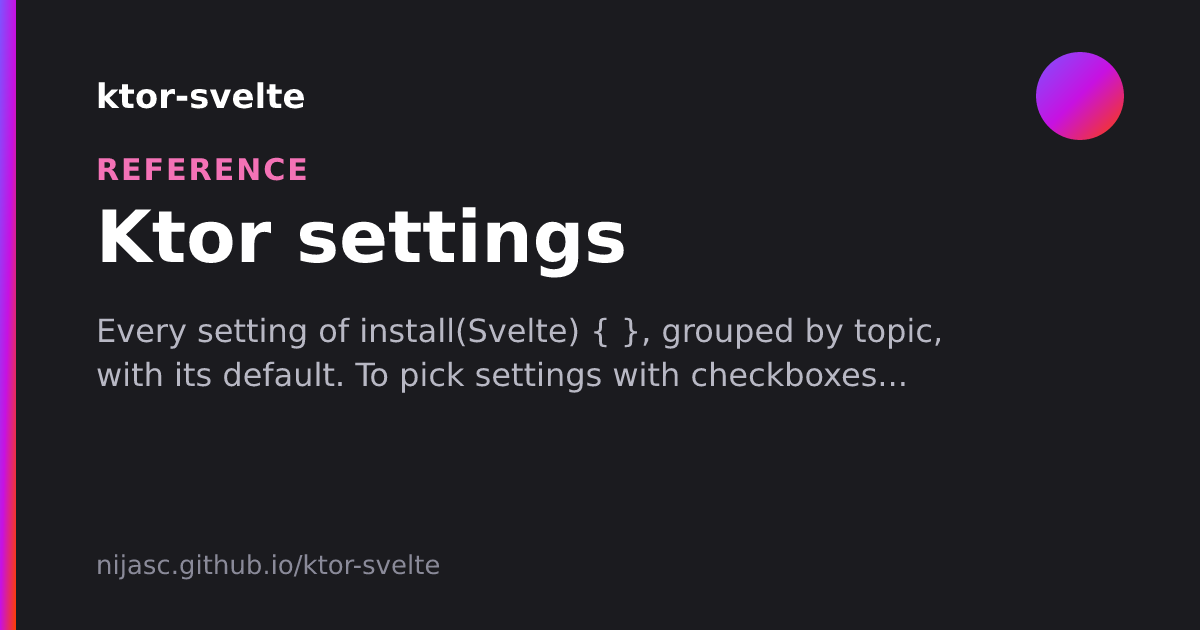 ktor-svelte
REFERENCE
Ktor settings
Every setting of install(Svelte) { }, grouped by topic,
with its default. To pick settings with checkboxes…
nijasc.github.io/ktor-svelte